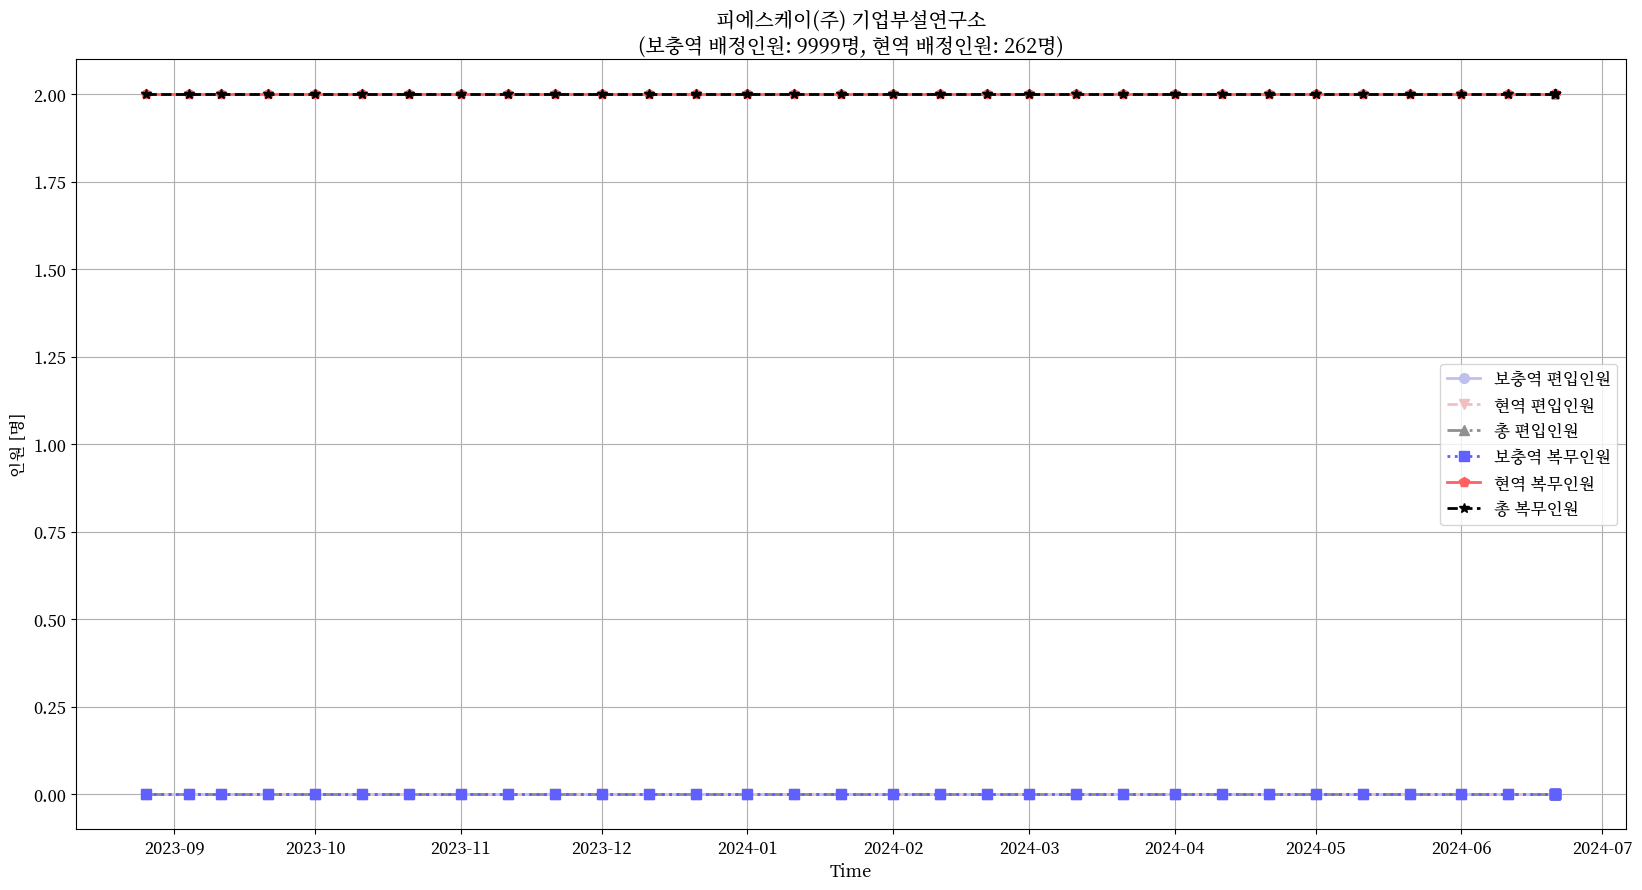 피에스케이(주) 기업부설연구소
(보충역 배정인원: 9999명, 현역 배정인원: 262명)
2.00
1.75
1.50
1.25
1.00
0.75
0.50
0.25
0.00
인원 [명]
보충역 편입인원
현역 편입인원
총 편입인원
보충역 복무인원
현역 복무인원
총 복무인원
2023-09 2023-10 2023-11 2023-12 2024-01 2024-02 2024-03 2024-04 2024-05 2024-06 2024-07
Time